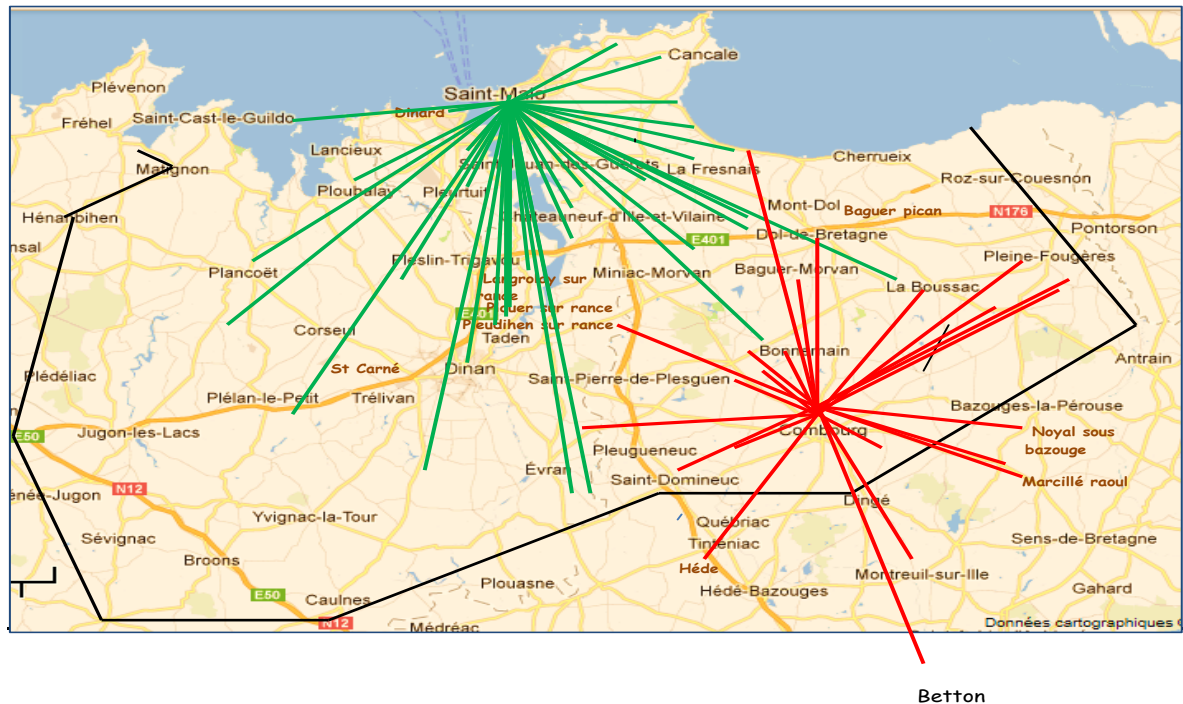 Cancale
Plévenon
Saint-Malo
Dinard
Saint-Cast-le-Guildo
Fréhel
Lancieux
Matignon
Saint-Jouan-des-Guérets
La Fresnais
Cherrueix
Roz-sur-Couesnon
Ploubalay
Pleurtuit
Mont-Dol
Baguer pican
N176
Hénanbihen
Châteauneuf-d'Ille-et-Vilaine
Pontorson
Dol-de-Bretagne
E401
nsal
Pleslin-Trigavou
Pleine-Fougères
Plancoët
Miniac-Morvan
Baguer-Morvan
Langrolay sur
rance
La Boussac
Plouer sur rance
E401
Pleudihen sur rance
Corseul
Taden
Bonnemain
Antrain
St Carné
Dinan
Plédéliac
Saint-Pierre-de-Plesguen
Plélan-le-Petit
Trélivan
Bazouges-la-Pérouse
n
E50
Jugon-les-Lacs
Combourg
Noyal sous
bazouge
Pleugueneuc
Évran
Saint-Domineuc
Marcillé raoul
énée-Jugon
N12
Dingé
Yvignac-la-Tour
Québriac
Sévignac
Tinténiac
Sens-de-Bretagne
Broons
Héde
Montreuil-sur-Ille
Plouasne
Hédé-Bazouges
Gahard
E50
Caulnes
N12
Médréac
Données cartographiques
Betton